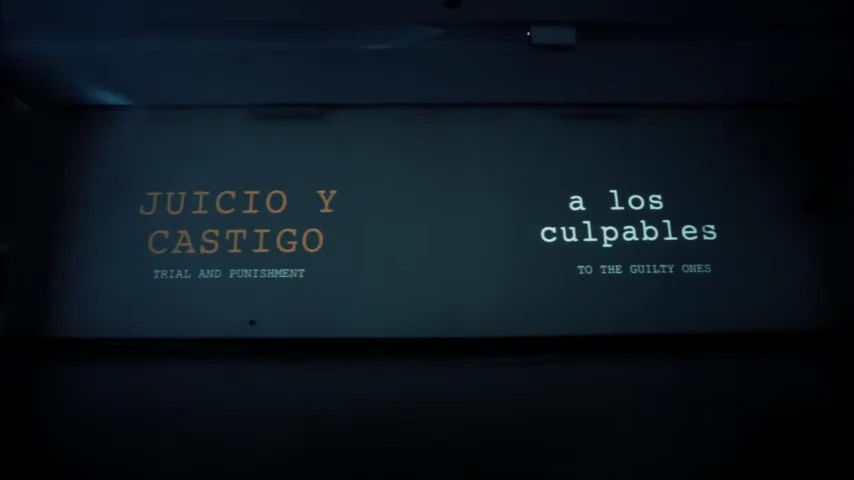 JUICIO Y
CASTIGO
TRIAL AND PUNISHMENT
a los
culpables
TO THE GUILTY ONES